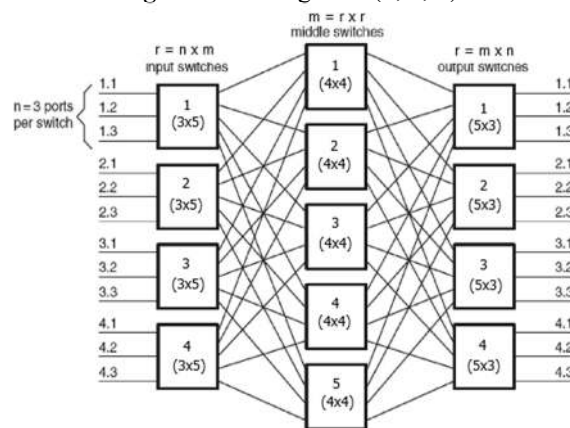 m = r x r
middle switches
r = n x m
input switches
r = m x n
output switches
n = 3 ports
per switch
1.1
1.2
1.3
2.1
2.2
2.3
3.1
3.2
3.3
4.1
4.2
4.3
1
(3x5)
2
(3x5)
3
(3x5)
4
(3x5)
1
(4x4)
2
(4x4)
3
(4x4)
4
(4x4)
5
(4x4)
1
(5x3)
2
(5x3)
3
(5x3)
4
(5x3)
1.1
1.2
1.3
2.1
2.2
2.3
3.1
3.2
3.3
4.1
4.2
4.3